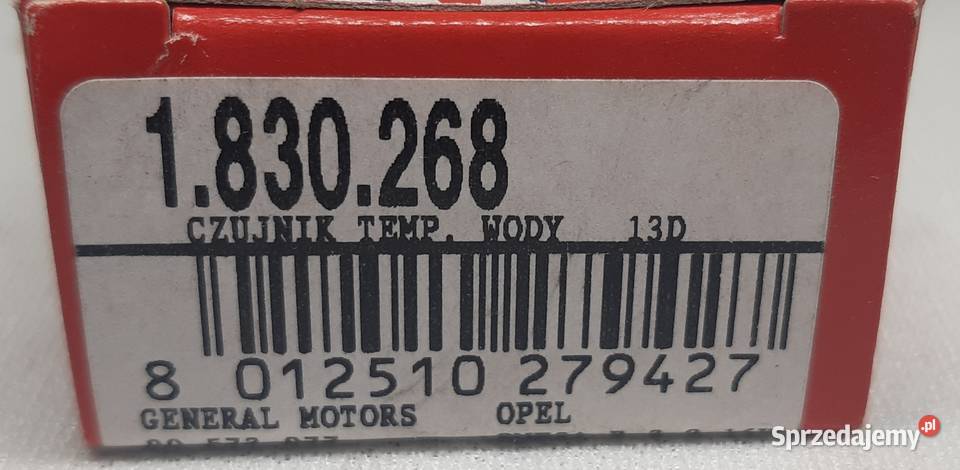 1.830.268
CZUJNIK TEMP. WODY 13D
8 012510 279427
GENERAL MOTORS OPEL
Sprzedajemy.pl